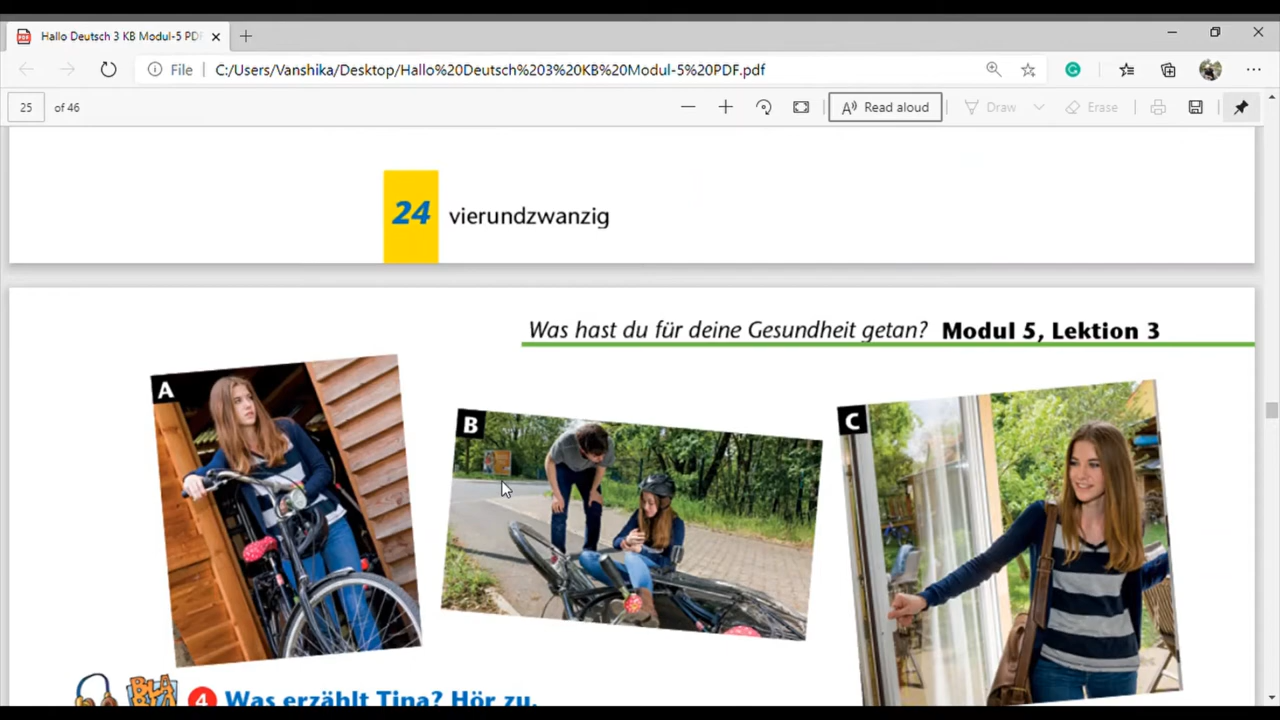 Hallo Deutsch 3 KB Modul-5 PDF
File C:/Users/Vanshika/Desktop/Hallo%20Deutsch%203%20KB%20Modul-5%20PDF.pdf
25 of 46 Read aloud Draw Erase
24 vierundzwanzig
Was hast du für deine Gesundheit getan? Modul 5, Lektion 3
A
B
C
BLA
4 Was erzählt Tina? Hör zu.